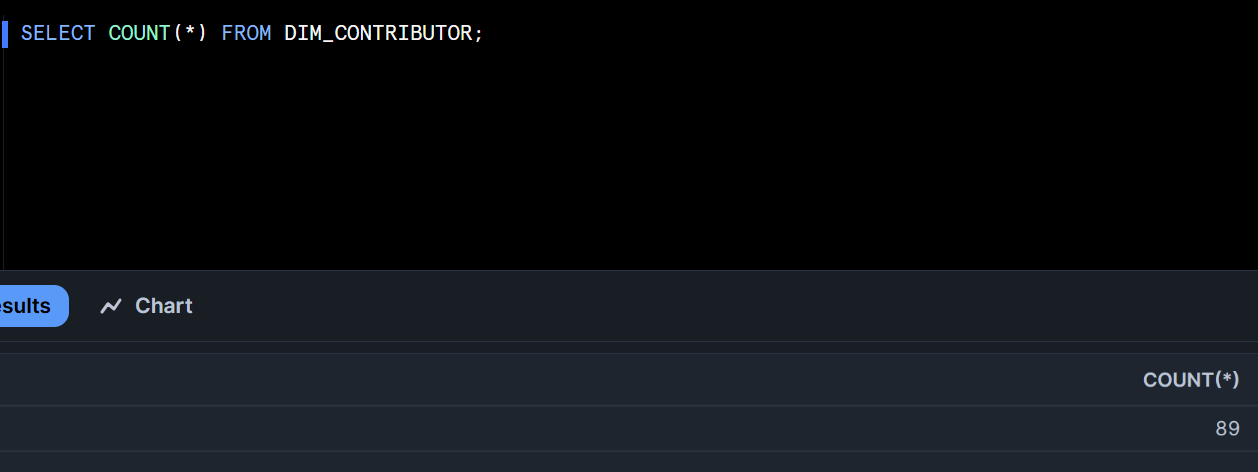 SELECT COUNT(*) FROM DIM_CONTRIBUTOR;
esults
Chart
COUNT(*)
89